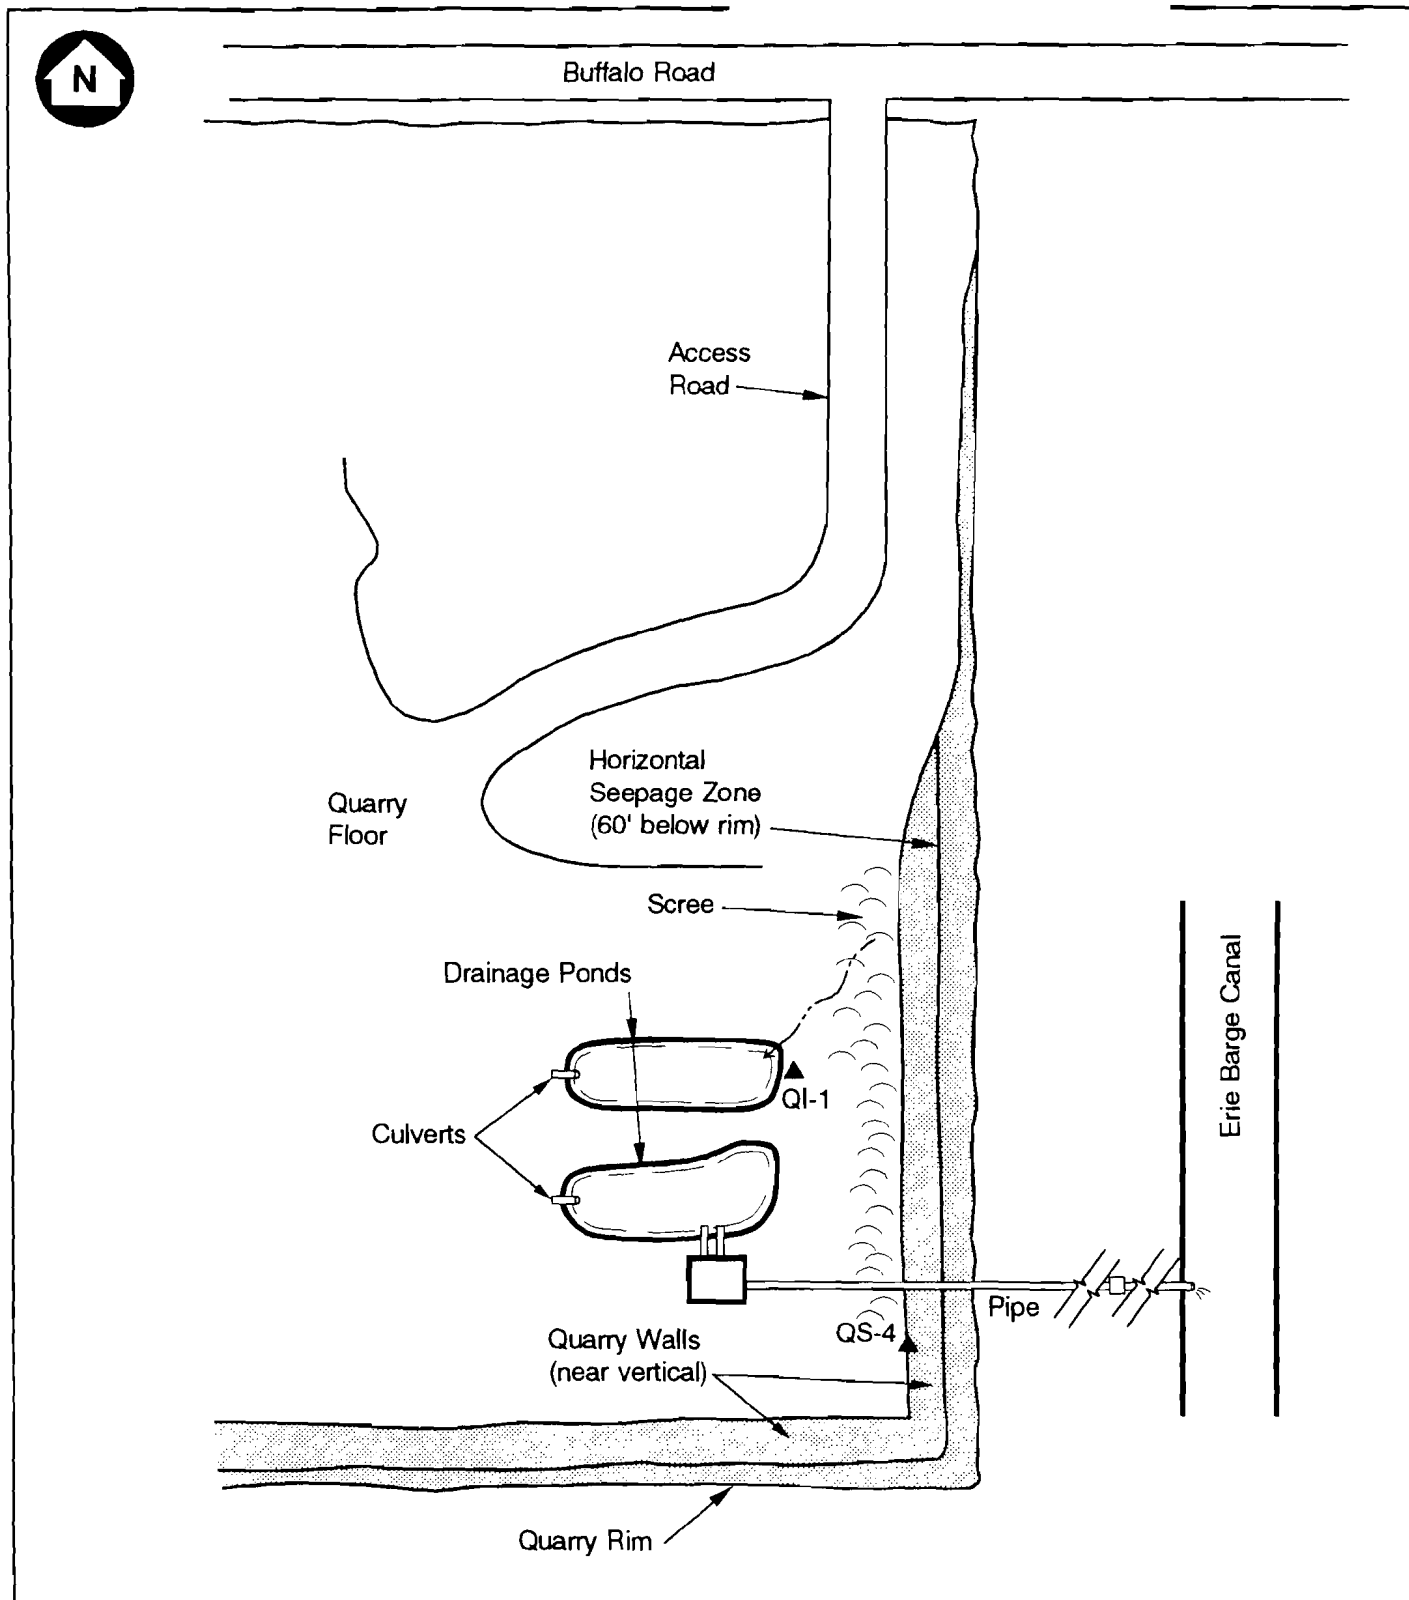 N
Buffalo Road
Access
Road
Horizontal
Seepage Zone
(60' below rim)
Quarry
Floor
Scree
Drainage Ponds
Erie Barge Canal
QI-1
Culverts
Pipe
QS-4
Quarry Walls
(near vertical)
Quarry Rim